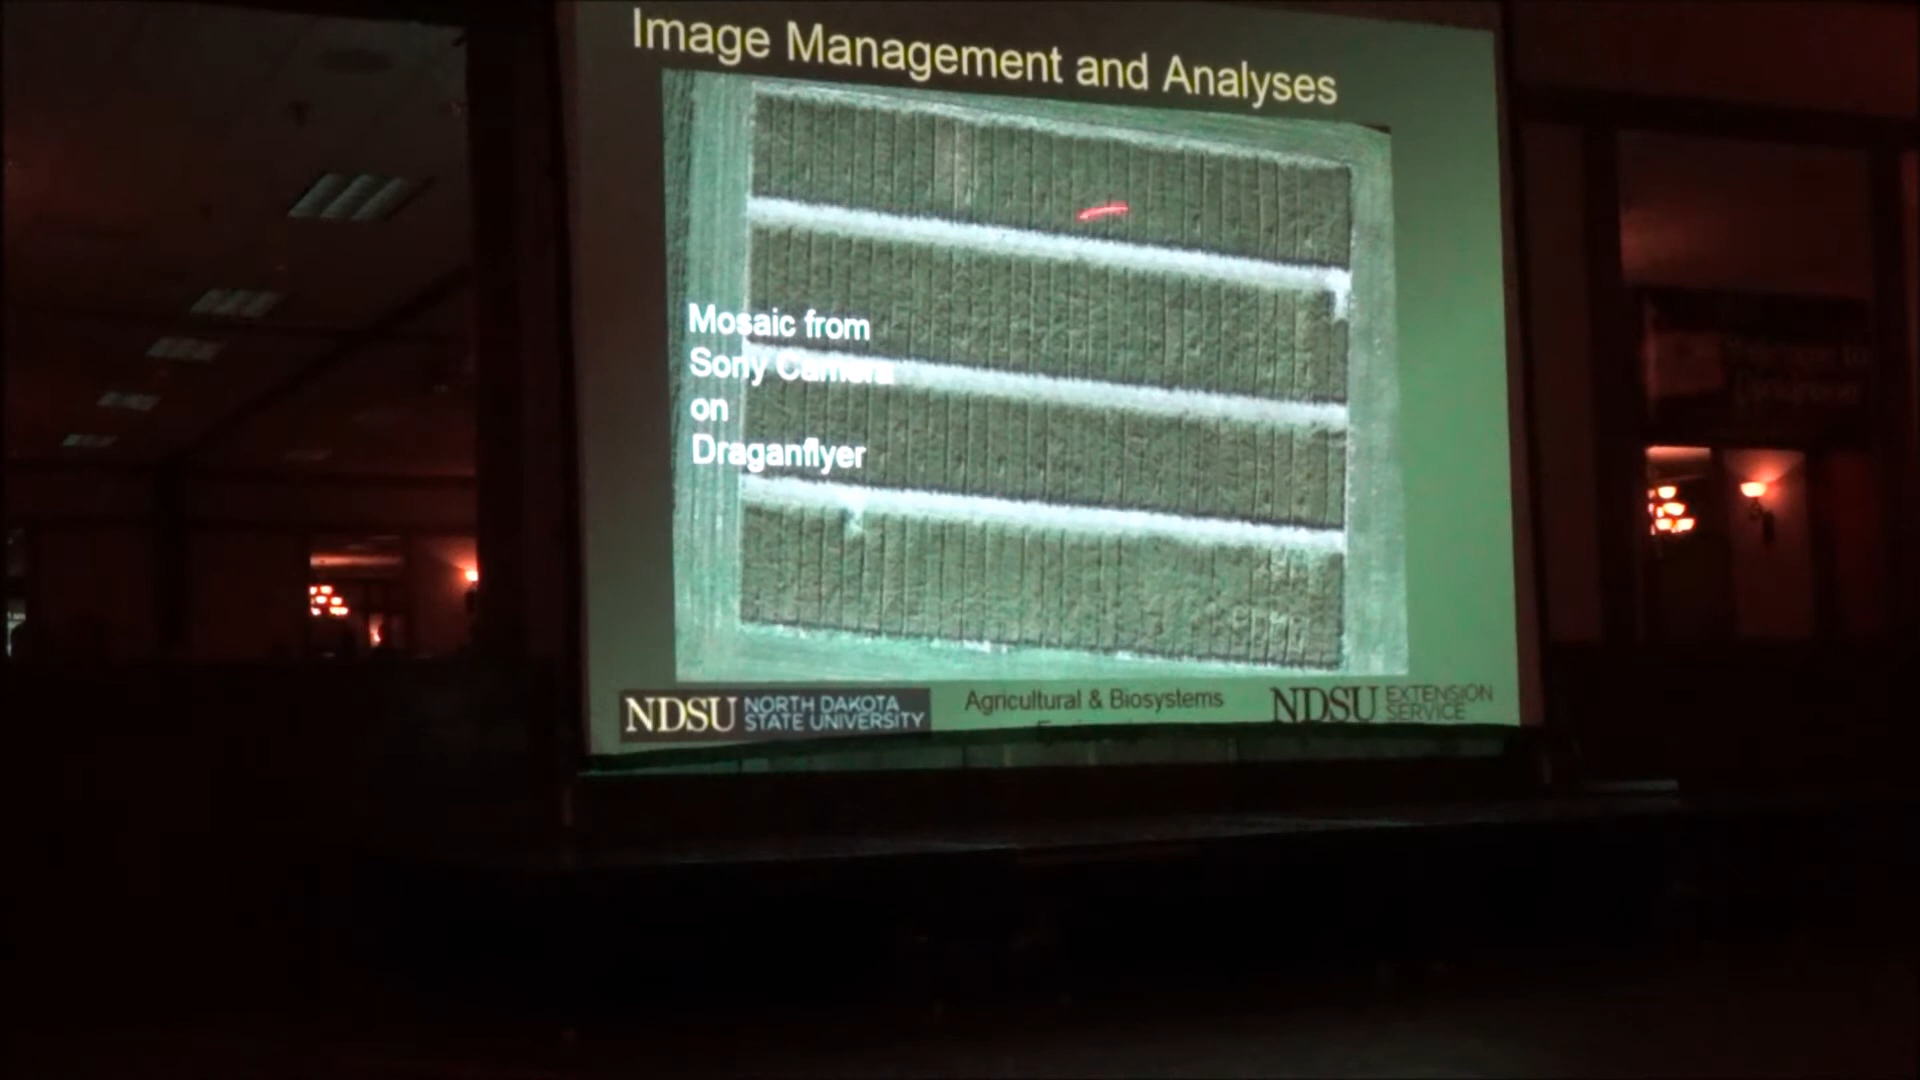 Image Management and Analyses
Mosaic from
Sony Camera
on
Draganflyer
NDSU NORTH DAKOTA
STATE UNIVERSITY
Agricultural & Biosystems
NDSU EXTENSION
SERVICE